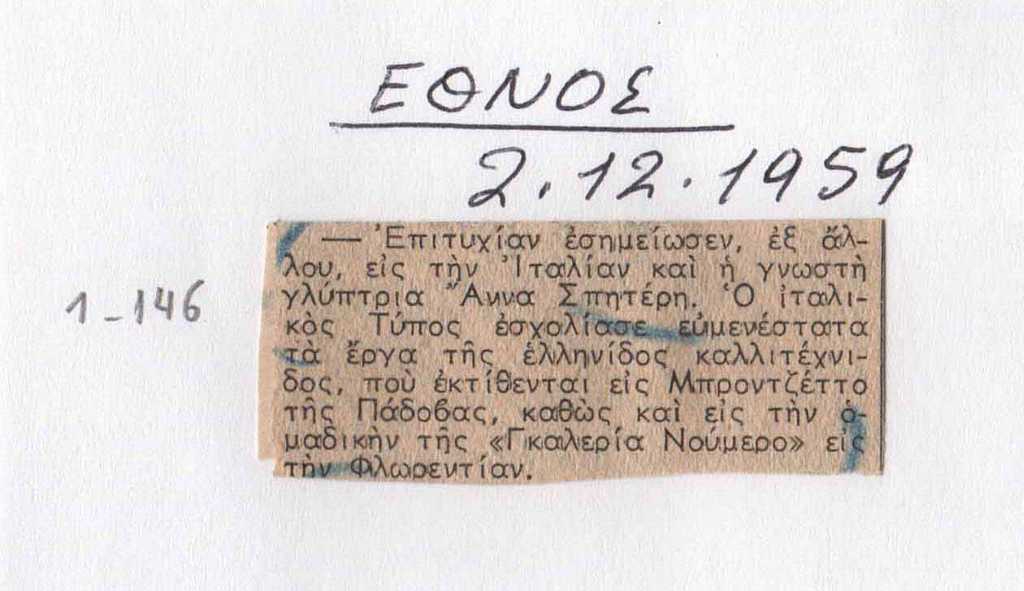 ΕΘΝΟΣ
2.12.1959
1-146
— Ἐπιτυχίαν ἐσημείωσεν, ἐξ ἄλ-
λου, εἰς τὴν Ἰταλίαν καὶ ἡ γνωστὴ
γλύπτρια Ἄννα Σπητέρη. Ὁ ἰταλι-
κὸς Τύπος ἐσχολίασε εὐμενέστατα
τὰ ἔργα τῆς ἑλληνίδος καλλιτέχνι-
δος, ποὺ ἐκτίθενται εἰς Μπροντζέττο
τῆς Πάδοβας, καθὼς καὶ εἰς τὴν ὁ-
μαδικὴν τῆς «Γκαλερία Νούμερο» εἰς
τὴν Φλωρεντίαν.